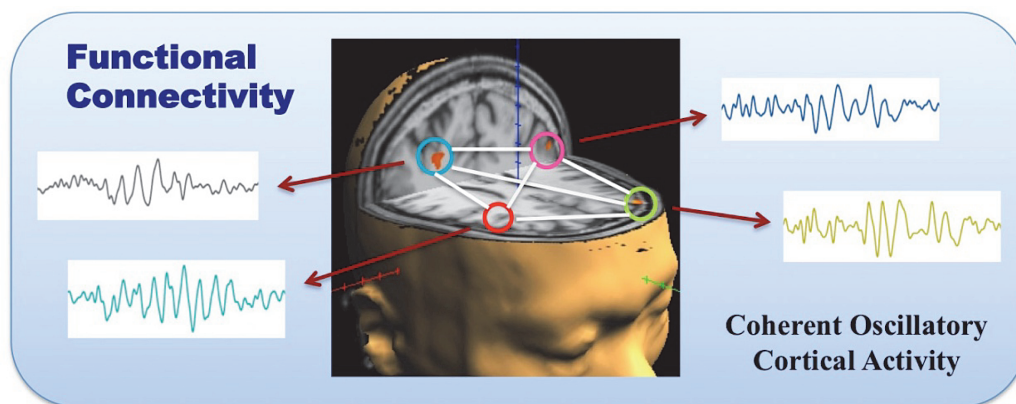 Functional
Connectivity
Coherent Oscillatory
Cortical Activity